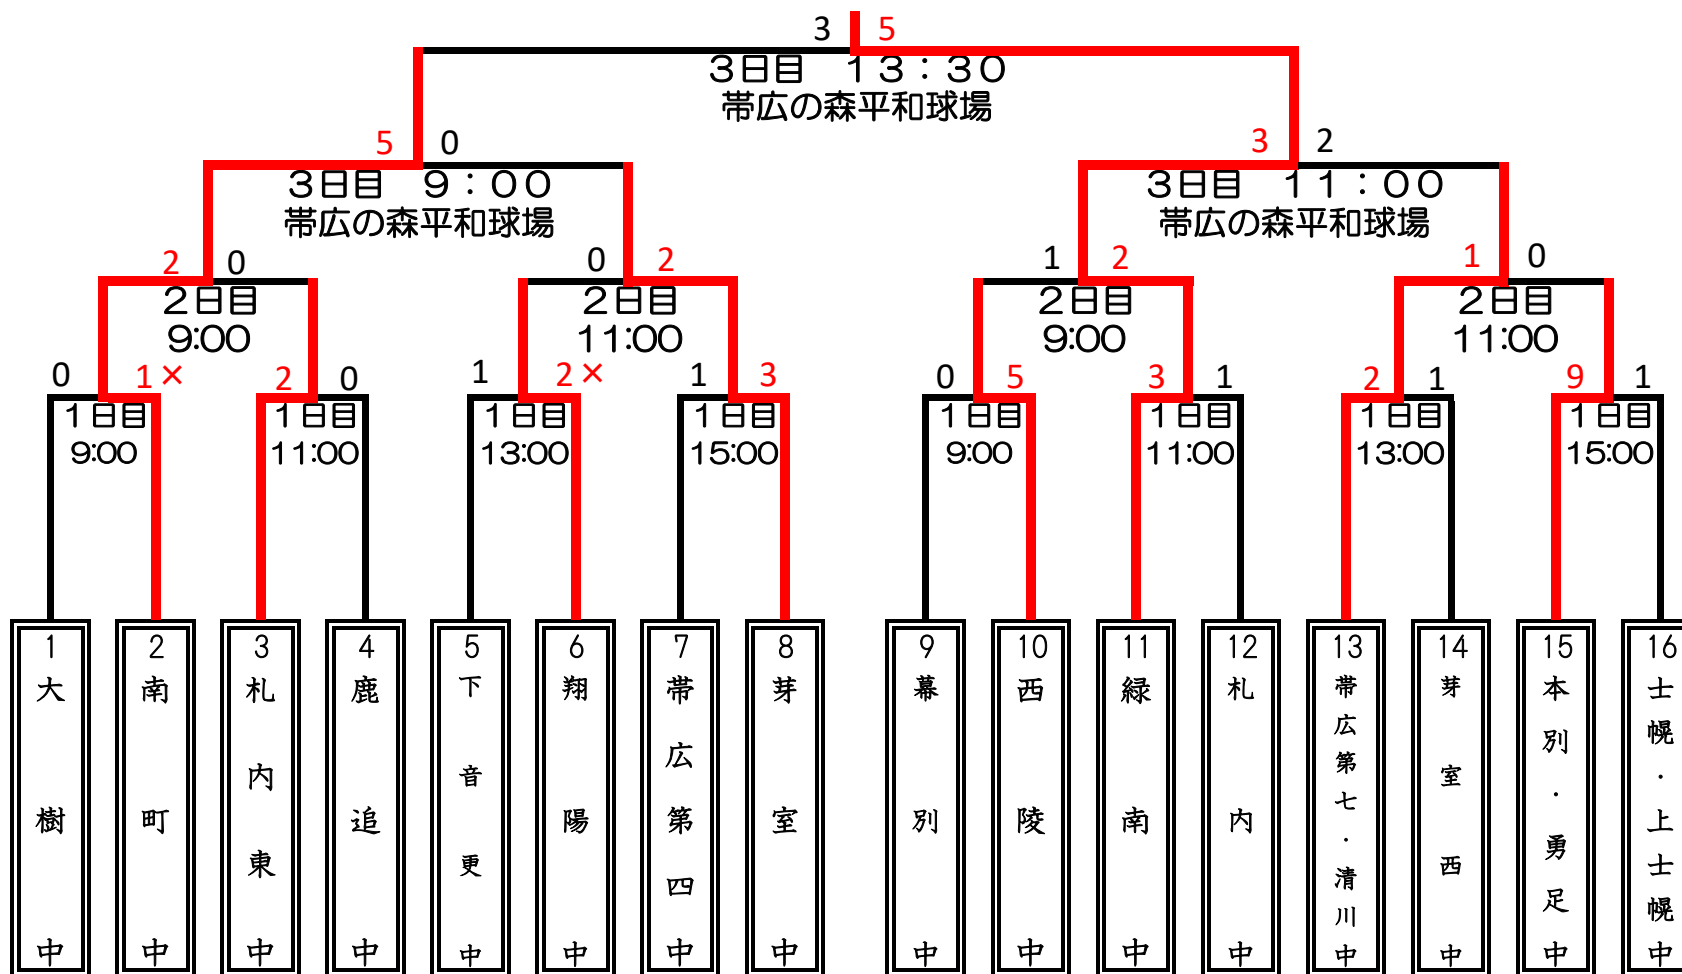 3 5
3日目 13:30
帯広の森平和球場
5 0
3日目 9:00
帯広の森平和球場
3 2
3日目 11:00
帯広の森平和球場
2 0
2日目
9:00
0 2
2日目
11:00
1 2
2日目
9:00
1 0
2日目
11:00
0 1×
1日目
9:00
2 0
1日目
11:00
1 2×
1日目
13:00
1 3
1日目
15:00
0 5
1日目
9:00
3 1
1日目
11:00
2 1
1日目
13:00
9 1
1日目
15:00
1 大樹中
2 南町中
3 札内東中
4 鹿追中
5 下音更中
6 翔陽中
7 帯広第四中
8 芽室中
9 幕別中
10 西陵中
11 緑南中
12 札内中
13 帯広第七・清川中
14 芽室西中
15 本別・勇足中
16 士幌・上士幌中